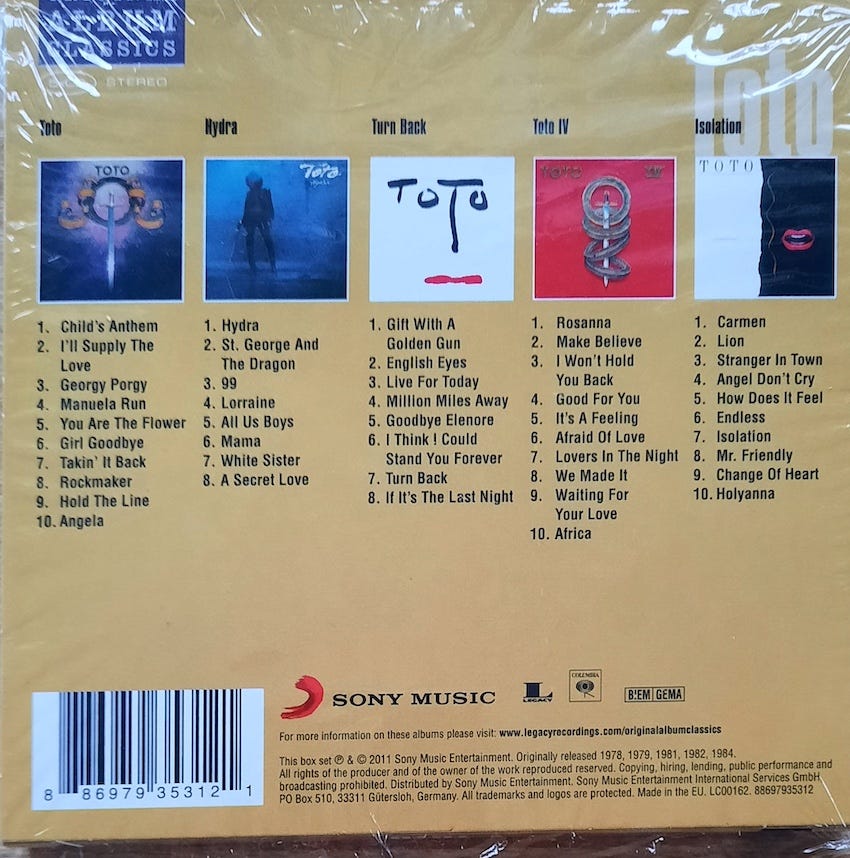 ALBUM
CLASSICS
STEREO
Toto
Toto
Hydra
Turn Back
Toto IV
Isolation
TOTO
Toto
TOTO
TOTO IV
TOTO
1. Child's Anthem
2. I'll Supply The
Love
3. Georgy Porgy
4. Manuela Run
5. You Are The Flower
6. Girl Goodbye
7. Takin' It Back
8. Rockmaker
9. Hold The Line
10. Angela
1. Hydra
2. St. George And
The Dragon
3. 99
4. Lorraine
5. All Us Boys
6. Mama
7. White Sister
8. A Secret Love
1. Gift With A
Golden Gun
2. English Eyes
3. Live For Today
4. Million Miles Away
5. Goodbye Elenore
6. I Think ! Could
Stand You Forever
7. Turn Back
8. If It's The Last Night
1. Rosanna
2. Make Believe
3. I Won't Hold
You Back
4. Good For You
5. It's A Feeling
6. Afraid Of Love
7. Lovers In The Night
8. We Made It
9. Waiting For
Your Love
10. Africa
1. Carmen
2. Lion
3. Stranger In Town
4. Angel Don't Cry
5. How Does It Feel
6. Endless
7. Isolation
8. Mr. Friendly
9. Change Of Heart
10. Holyanna
8 86979 35312 1
SONY MUSIC
L
LEGACY
COLUMBIA
BIEM GEMA
For more information on these albums please visit: www.legacyrecordings.com/originalalbumclassics
This box set ℗ & © 2011 Sony Music Entertainment. Originally released 1978, 1979, 1981, 1982, 1984.
All rights of the producer and of the owner of the work reproduced reserved. Copying, hiring, lending, public performance and
broadcasting prohibited. Distributed by Sony Music Entertainment. Sony Music Entertainment International Services GmbH,
PO Box 510, 33311 Gütersloh, Germany. All trademarks and logos are protected. Made in the EU. LC00162. 88697935312